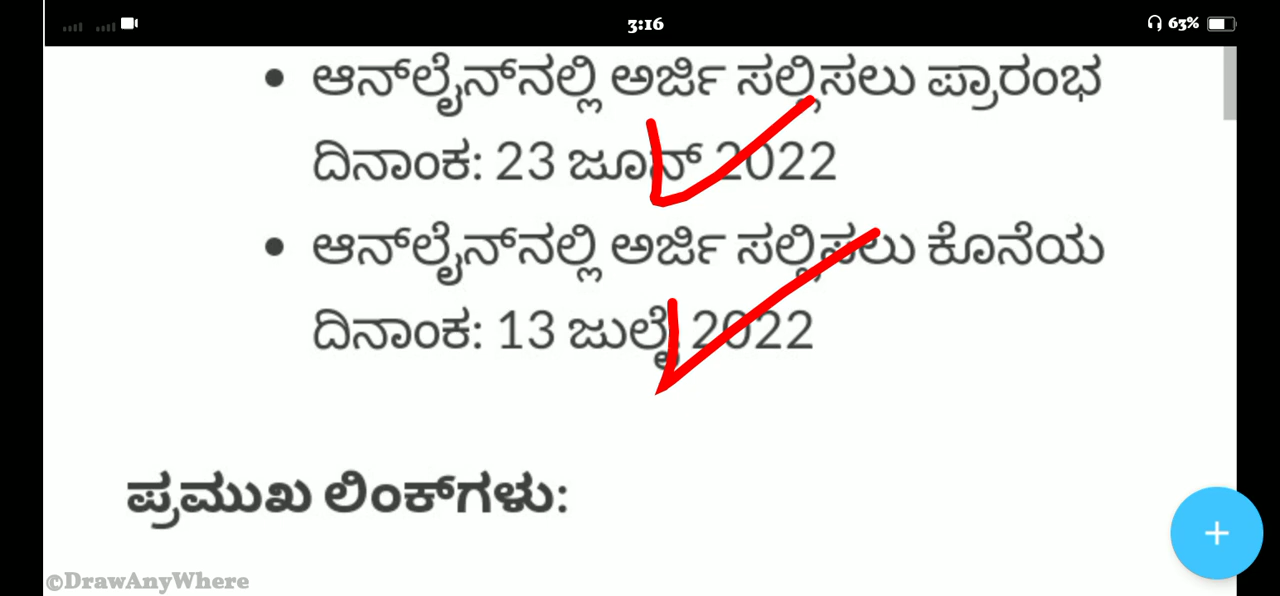 3:16
63%
ಆನ್‌ಲೈನ್‌ನಲ್ಲಿ ಅರ್ಜಿ ಸಲ್ಲಿಸಲು ಪ್ರಾರಂಭ
ದಿನಾಂಕ: 23 ಜೂನ್ 2022
ಆನ್‌ಲೈನ್‌ನಲ್ಲಿ ಅರ್ಜಿ ಸಲ್ಲಿಸಲು ಕೊನೆಯ
ದಿನಾಂಕ: 13 ಜುಲೈ 2022
ಪ್ರಮುಖ ಲಿಂಕ್‌ಗಳು:
©DrawAnyWhere